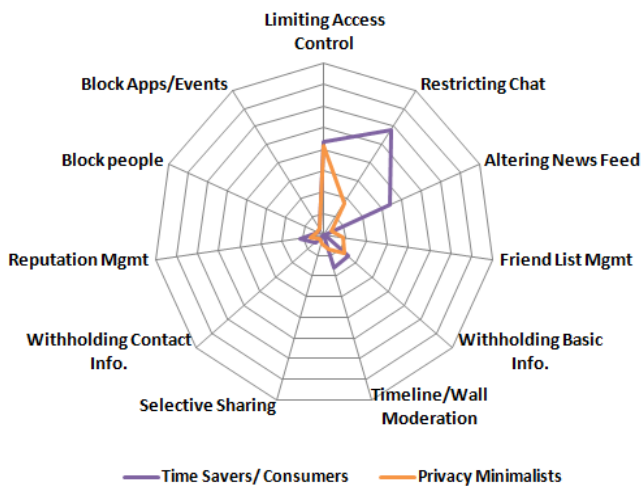 Limiting Access
Control
Restricting Chat
Altering News Feed
Friend List Mgmt
Withholding Basic
Info.
Timeline/Wall
Moderation
Selective Sharing
Withholding Contact
Info.
Reputation Mgmt
Block people
Block Apps/Events
Time Savers/ Consumers
Privacy Minimalists